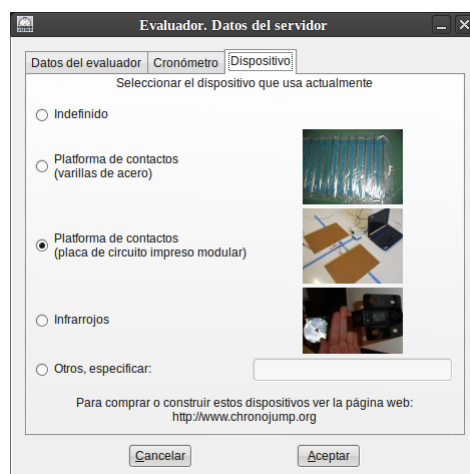 Evaluador. Datos del servidor
Datos del evaluador Cronómetro Dispositivo
Seleccionar el dispositivo que usa actualmente
Indefinido
Platforma de contactos
(varillas de acero)
Platforma de contactos
(placa de circuito impreso modular)
Infrarrojos
Otros, especificar:
Para comprar o construir estos dispositivos ver la página web:
http://www.chronojump.org
Cancelar Aceptar